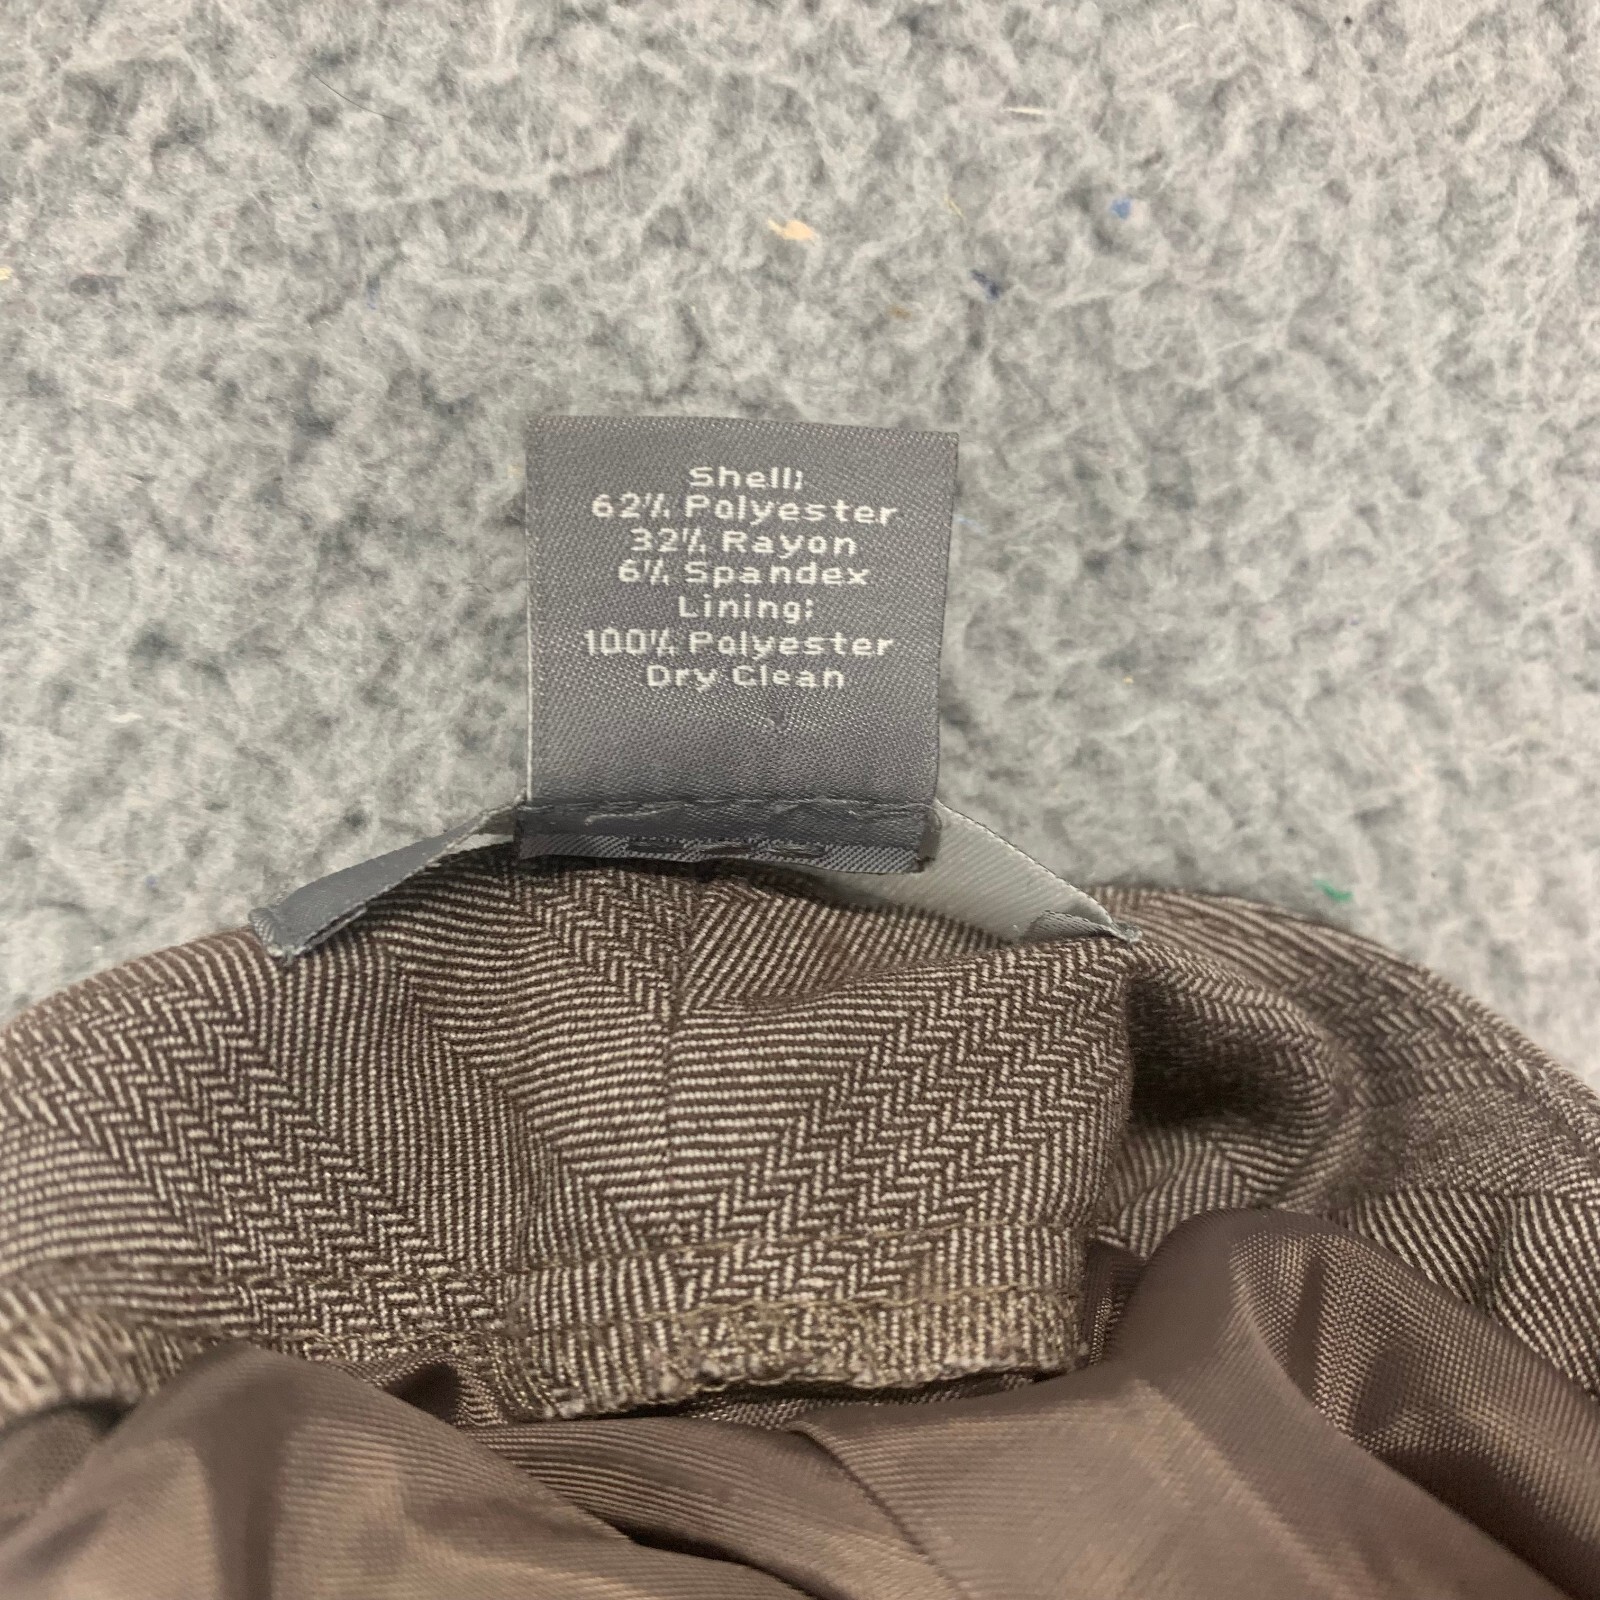 Shell:
62% Polyester
32% Rayon
6% Spandex
Lining:
100% Polyester
Dry Clean